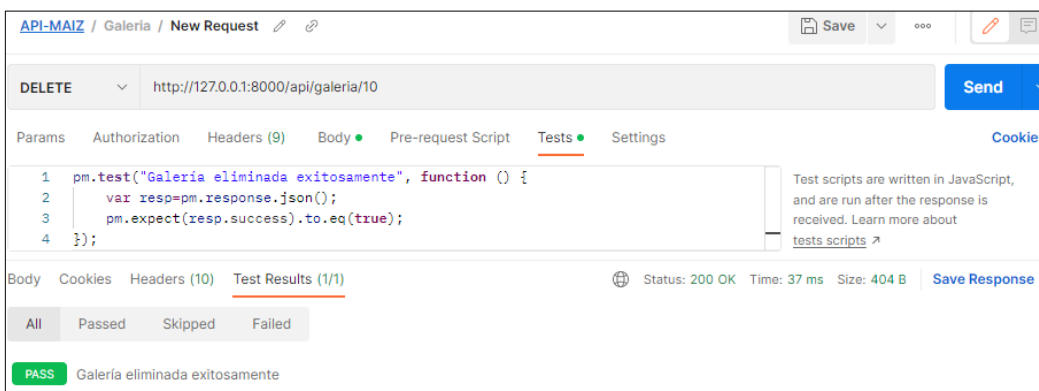 API-MAIZ / Galeria / New Request Save ooo
DELETE http://127.0.0.1:8000/api/galeria/10 Send
Params Authorization Headers (9) Body Pre-request Script Tests Settings Cookie
1 pm.test("Galería eliminada exitosamente", function () {
2 var resp=pm.response.json();
3 pm.expect(resp.success).to.eq(true);
4 });
Test scripts are written in JavaScript,
and are run after the response is
received. Learn more about
tests scripts
Body Cookies Headers (10) Test Results (1/1) Status: 200 OK Time: 37 ms Size: 404 B Save Response
All Passed Skipped Failed
PASS Galería eliminada exitosamente